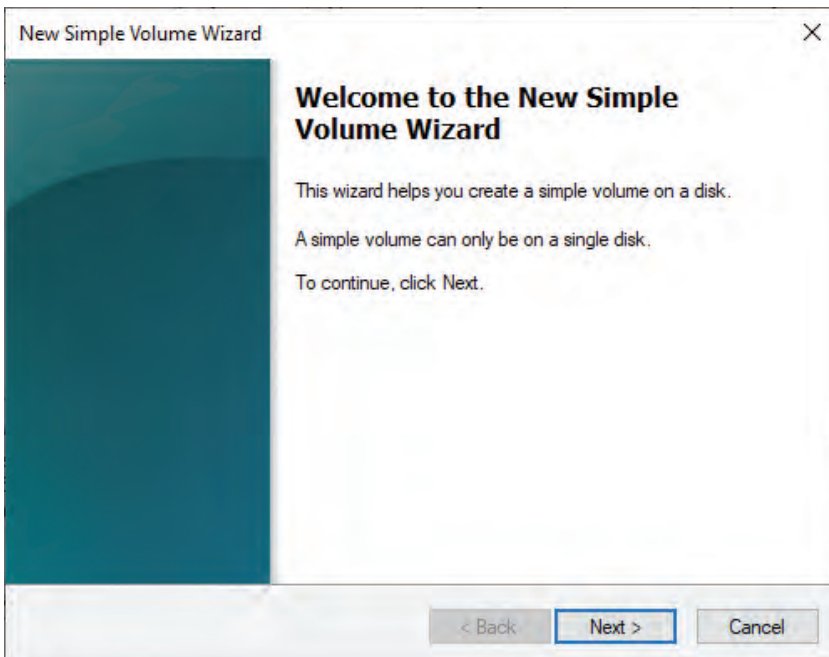 New Simple Volume Wizard
Welcome to the New Simple
Volume Wizard
This wizard helps you create a simple volume on a disk.
A simple volume can only be on a single disk.
To continue, click Next.
< Back
Next >
Cancel